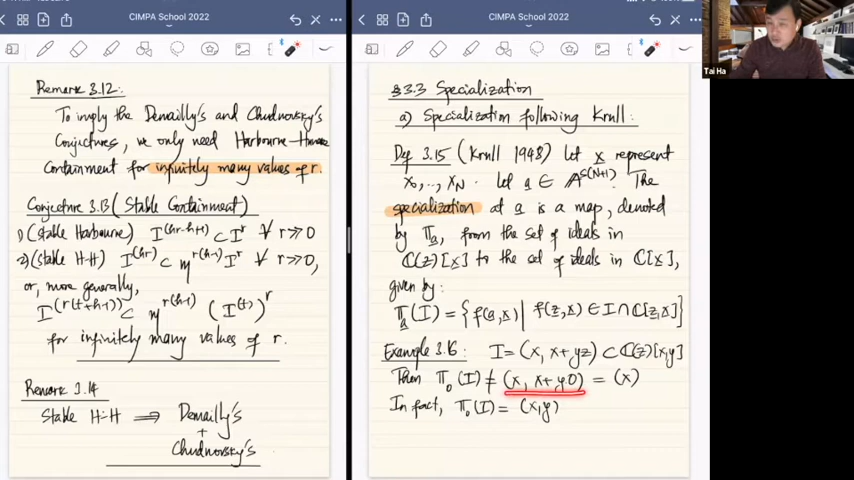 CIMPA School 2022
Remark 3.12.
To imply the Demailly's and Chudnovsky's
Conjectures, we only need Harbourne-Huneke
Containment for infinitely many values of r.
Conjecture 3.13 (Stable Containment)
1) (Stable Harbourne) I^(hr-h+1) ⊂ I^r ∀ r≫0
2) (Stable H-H) I^(hr) ⊂ m^{r(h-1)} I^r ∀ r≫0,
or, more generally,
I^(r(t+h-1)) ⊂ m^{r(h-1)} (I^(t))^r
for infinitely many values of r.
Remark 3.14
Stable H-H ⟹ Demailly's
+
Chudnovsky's
CIMPA School 2022
§3.3 Specialization
a) Specialization following Krull:
Def 3.15 (Krull 1948) Let x represent
x₀,.., x_N. Let a ∈ A^{s(N+1)}. The
specialization at a is a map, denoted
by π_a, from the set of ideals in
ℂ(z)[x] to the set of ideals in ℂ[x],
given by:
π_a(I) = {f(a,x) | f(z,x) ∈ I∩ℂ[z,x]}
Example 3.16 I = (x, x+yz) ⊂ ℂ(z)[x,y]
Then π₀(I) ≠ (x, x+y0) = (x)
In fact, π₀(I) = (x,y)
Tai Ha